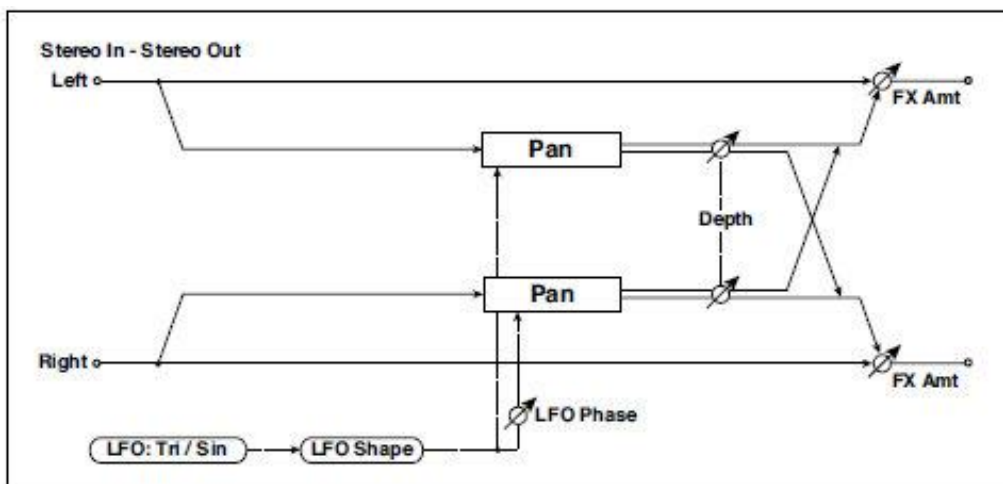 Stereo In - Stereo Out
Left
FX Amt
Pan
Depth
Pan
Right
FX Amt
LFO Phase
LFO: Tri / Sin
LFO Shape